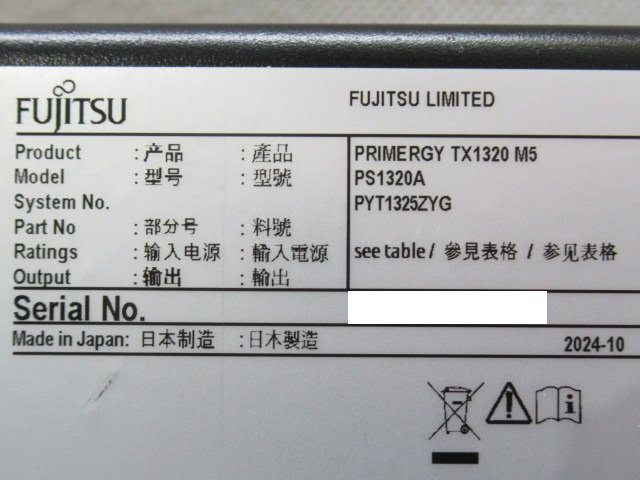 FUJITSU
FUJITSU LIMITED
Product : 产品 : 產品 PRIMERGY TX1320 M5
Model : 型号 : 型號 PS1320A
System No. PYT1325ZYG
Part No : 部分号 : 料號
Ratings : 输入电源 : 輸入電源 see table / 參見表格 / 参见表格
Output : 输出 : 輸出
Serial No.
Made in Japan: 日本制造 : 日本製造 2024-10